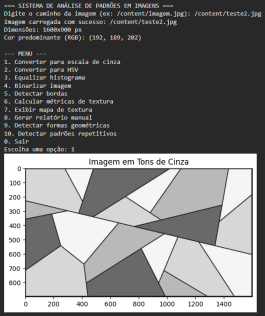 === SISTEMA DE ANÁLISE DE PADRÕES EM IMAGENS ===
Digite o caminho da imagem (ex: /content/imagem.jpg): /content/teste2.jpg
Imagem carregada com sucesso: /content/teste2.jpg
Dimensões: 1600x900 px
Cor predominante (RGB): (192, 189, 202)
--- MENU ---
1. Converter para escala de cinza
2. Converter para HSV
3. Equalizar histograma
4. Binarizar imagem
5. Detectar bordas
6. Calcular métricas de textura
7. Exibir mapa de textura
8. Gerar relatório manual
9. Detectar formas geométricas
10. Detectar padrões repetitivos
0. Sair
Escolha uma opção: 1
Imagem em Tons de Cinza
0
100
200
300
400
500
600
700
800
0 200 400 600 800 1000 1200 1400